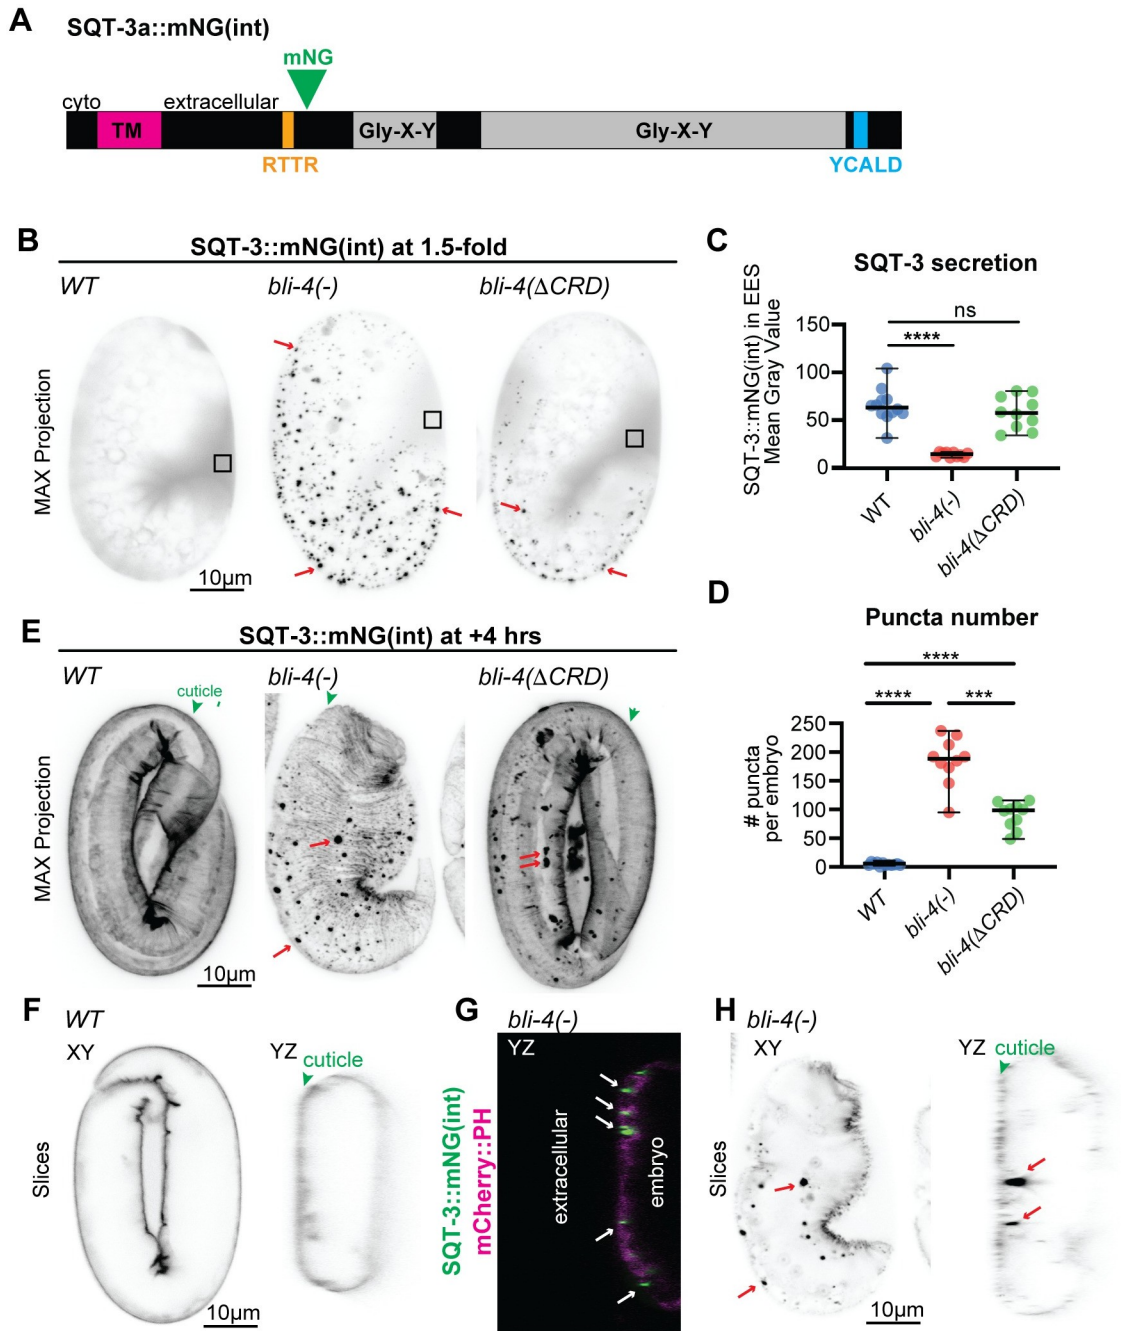 A
SQT-3a::mNG(int)
mNG
cyto
extracellular
TM
Gly-X-Y
Gly-X-Y
RTTR
YCALD
B
SQT-3::mNG(int) at 1.5-fold
WT
bli-4(-)
bli-4(ΔCRD)
MAX Projection
10µm
C
SQT-3 secretion
SQT-3::mNG(int) in EES
Mean Gray Value
ns
****
150
100
50
0
WT
bli-4(-)
bli-4(ΔCRD)
D
Puncta number
****
****
***
# puncta
per embryo
250
200
150
100
50
0
WT
bli-4(-)
bli-4(ΔCRD)
E
SQT-3::mNG(int) at +4 hrs
WT
bli-4(-)
bli-4(ΔCRD)
cuticle
MAX Projection
10µm
F
WT
XY
YZ
cuticle
Slices
10µm
G
bli-4(-)
YZ
SQT-3::mNG(int)
mCherry::PH
extracellular
embryo
H
bli-4(-)
XY
YZ
cuticle
Slices
10µm